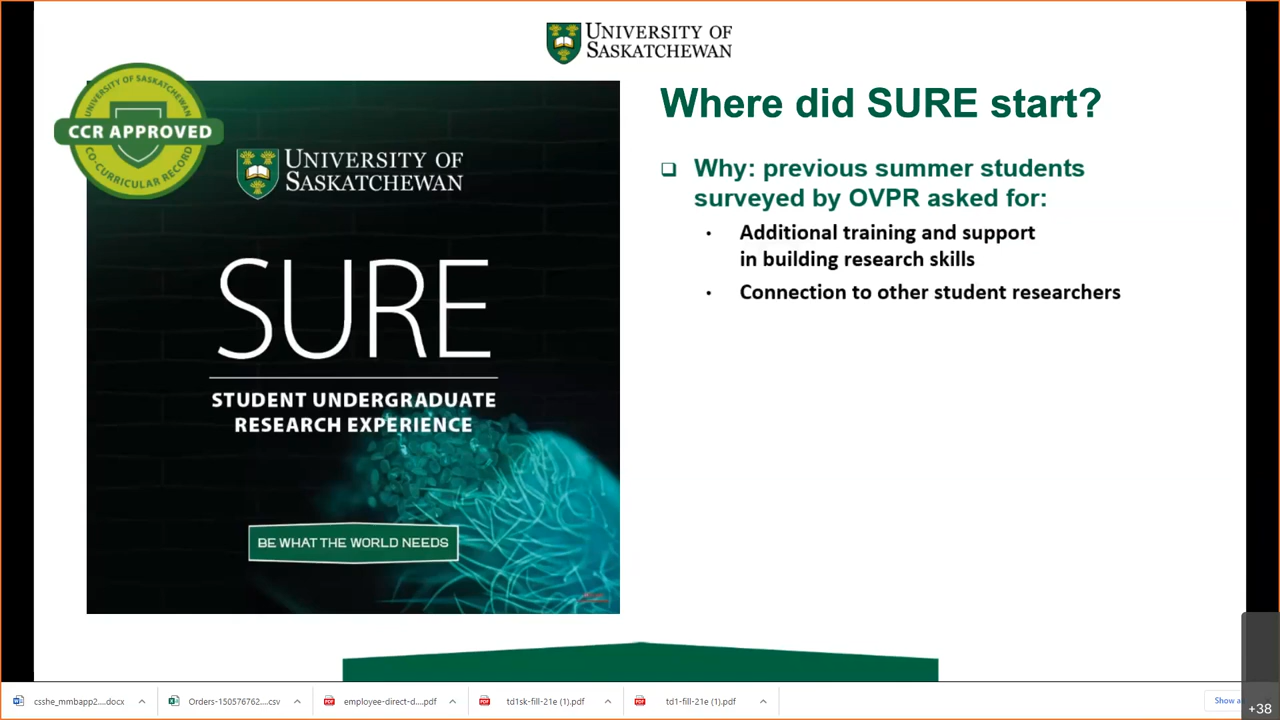 UNIVERSITY OF
SASKATCHEWAN
UNIVERSITY OF SASKATCHEWAN
CCR APPROVED
CO-CURRICULAR RECORD
UNIVERSITY OF
SASKATCHEWAN
SURE
STUDENT UNDERGRADUATE
RESEARCH EXPERIENCE
BE WHAT THE WORLD NEEDS
Where did SURE start?
Why: previous summer students
surveyed by OVPR asked for:
Additional training and support
in building research skills
Connection to other student researchers
csshe_mmbapp2....docx
Orders-150576762....csv
employee-direct-d....pdf
td1sk-fill-21e (1).pdf
td1-fill-21e (1).pdf
Show
+38